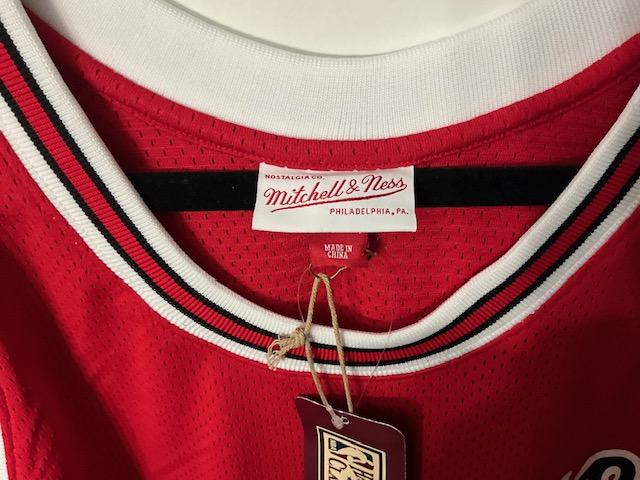 NOSTALGIA CO.
Mitchell & Ness
PHILADELPHIA, PA.
MADE IN
CHINA